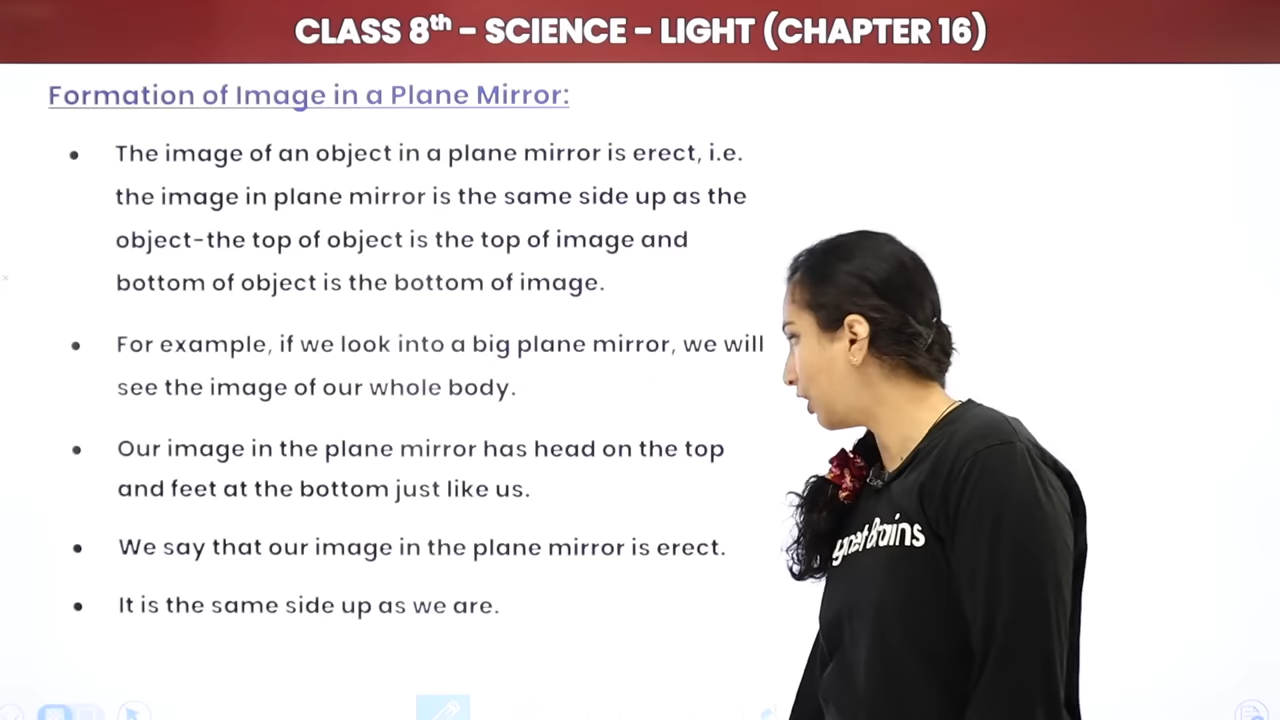 CLASS 8th - SCIENCE - LIGHT (CHAPTER 16)
Formation of Image in a Plane Mirror:
• The image of an object in a plane mirror is erect, i.e.
the image in plane mirror is the same side up as the
object-the top of object is the top of image and
bottom of object is the bottom of image.
• For example, if we look into a big plane mirror, we will
see the image of our whole body.
• Our image in the plane mirror has head on the top
and feet at the bottom just like us.
• We say that our image in the plane mirror is erect.
• It is the same side up as we are.
Brains